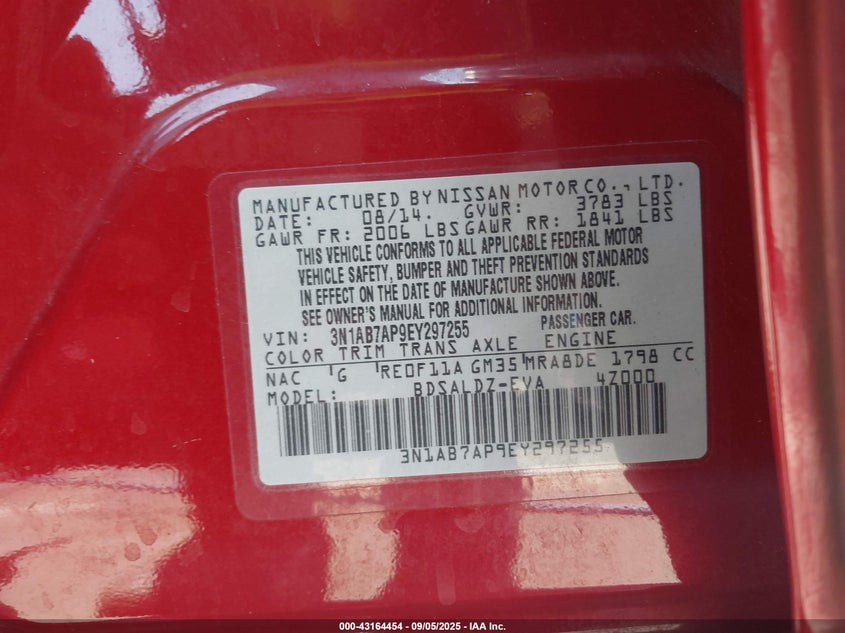 MANUFACTURED BY NISSAN MOTOR CO., LTD.
DATE: 08/14. GVWR: 3783 LBS
GAWR FR: 2006 LBS GAWR RR: 1841 LBS
THIS VEHICLE CONFORMS TO ALL APPLICABLE FEDERAL MOTOR
VEHICLE SAFETY, BUMPER AND THEFT PREVENTION STANDARDS
IN EFFECT ON THE DATE OF MANUFACTURE SHOWN ABOVE.
SEE OWNER'S MANUAL FOR ADDITIONAL INFORMATION.
VIN: 3N1AB7AP9EY297255 PASSENGER CAR.
COLOR TRIM TRANS AXLE ENGINE
NAC G RE0F11A GM35 MRA8DE 1798 CC
MODEL: BDSALDZ-EVA 4Z000
3N1AB7AP9EY297255
000-43164454 - 09/05/2025 - IAA Inc.